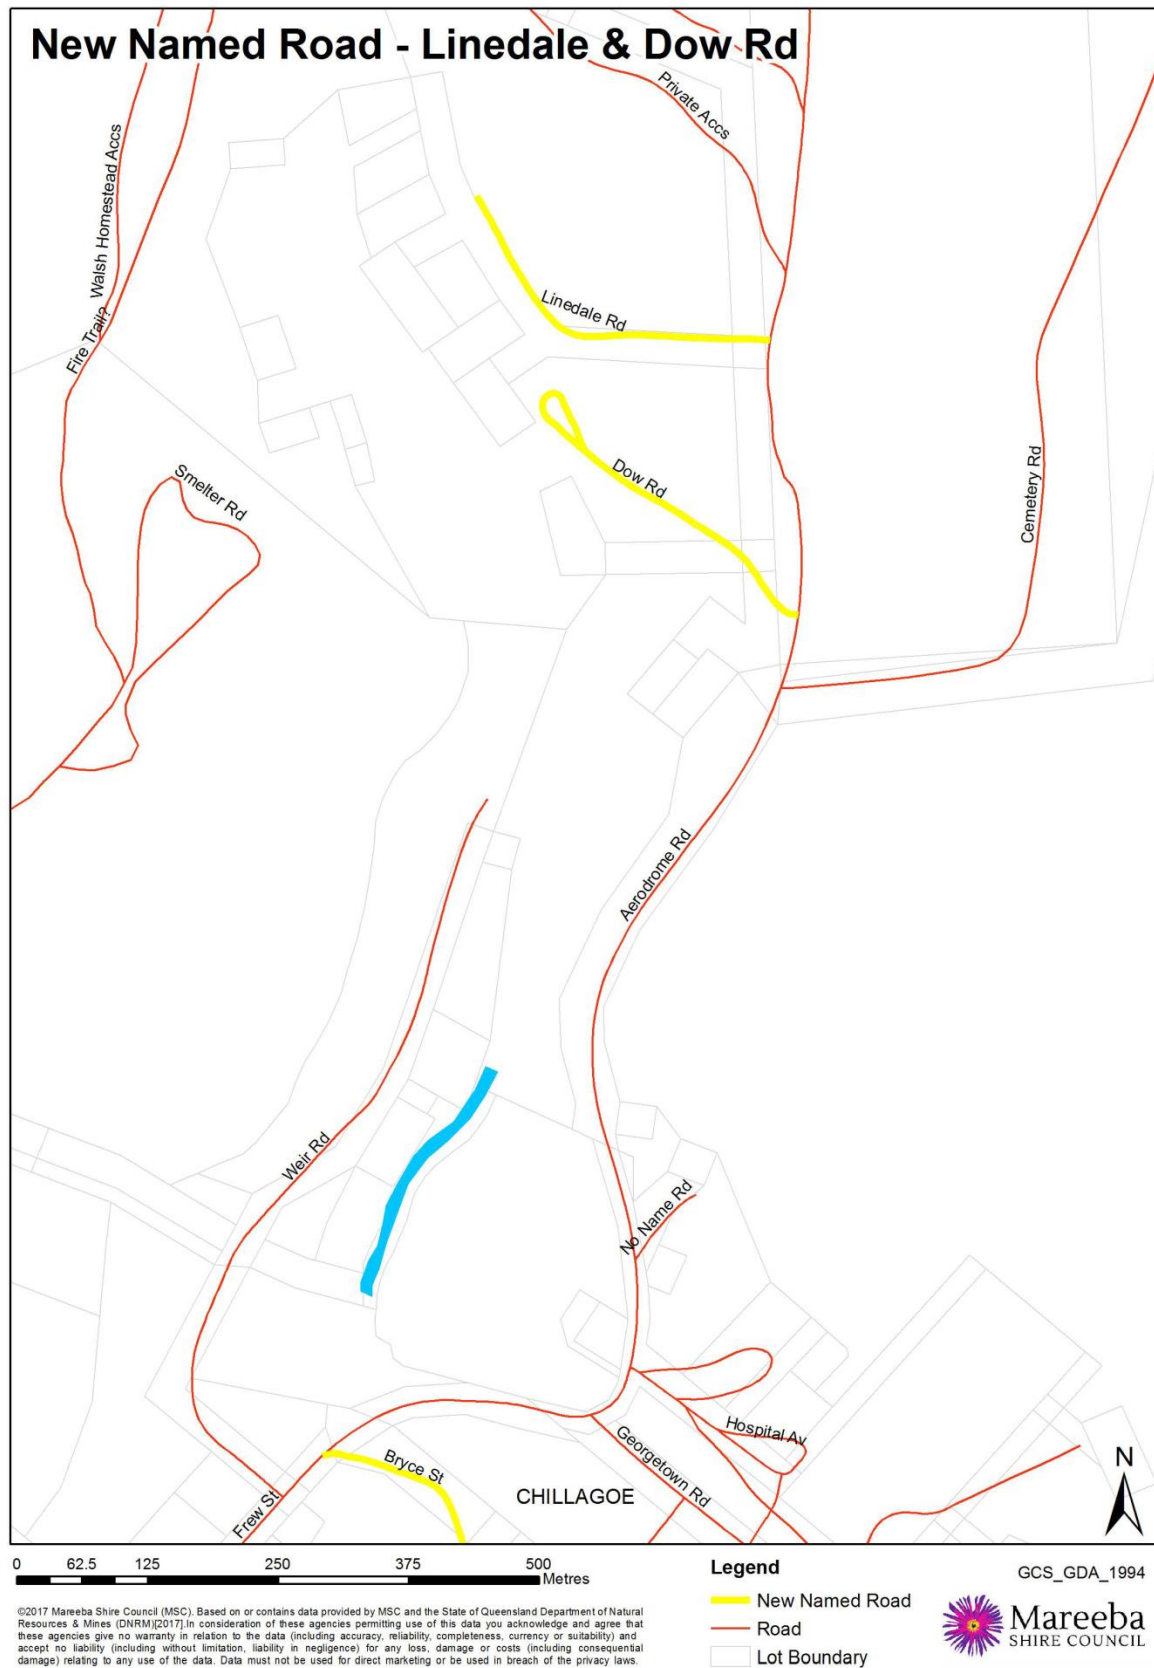 New Named Road - Linedale & Dow Rd
Private Accs
Walsh Homestead Accs
Fire Trail?
Linedale Rd
Smelter Rd
Dow Rd
Cemetery Rd
Aerodrome Rd
Weir Rd
No Name Rd
Hospital Av
Georgetown Rd
Bryce St
Frew St
CHILLAGOE
N
0 62.5 125 250 375 500
Metres
©2017 Mareeba Shire Council (MSC). Based on or contains data provided by MSC and the State of Queensland Department of Natural
Resources & Mines (DNRM)[2017].In consideration of these agencies permitting use of this data you acknowledge and agree that
these agencies give no warranty in relation to the data (including accuracy, reliability, completeness, currency or suitability) and
accept no liability (including without limitation, liability in negligence) for any loss, damage or costs (including consequential
damage) relating to any use of the data. Data must not be used for direct marketing or be used in breach of the privacy laws.
Legend
New Named Road
Road
Lot Boundary
GCS_GDA_1994
Mareeba
SHIRE COUNCIL